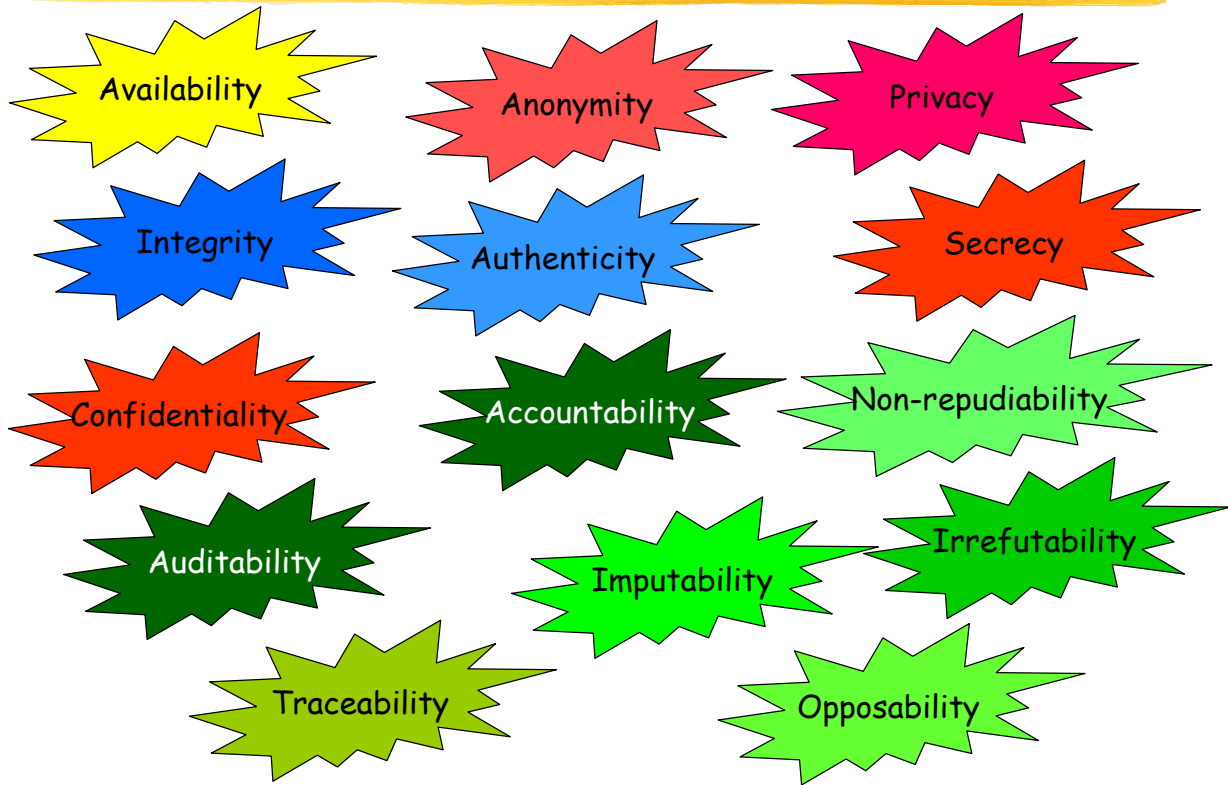 Availability
Anonymity
Privacy
Integrity
Authenticity
Secrecy
Confidentiality
Accountability
Non-repudiability
Auditability
Imputability
Irrefutability
Traceability
Opposability